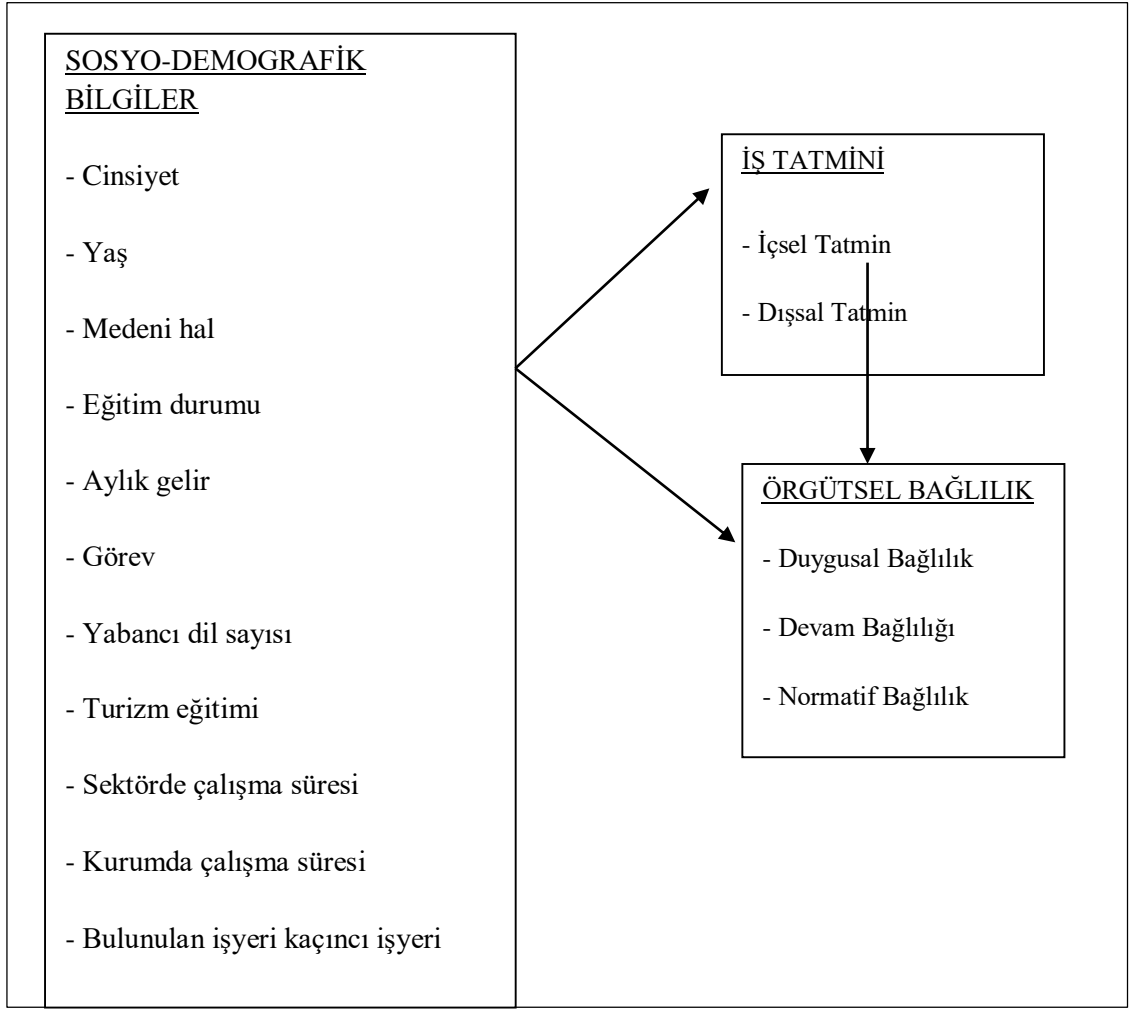 SOSYO-DEMOGRAFİK
BİLGİLER
- Cinsiyet
- Yaş
- Medeni hal
- Eğitim durumu
- Aylık gelir
- Görev
- Yabancı dil sayısı
- Turizm eğitimi
- Sektörde çalışma süresi
- Kurumda çalışma süresi
- Bulunulan işyeri kaçıncı işyeri
İŞ TATMİNİ
- İçsel Tatmin
- Dışsal Tatmin
ÖRGÜTSEL BAĞLILIK
- Duygusal Bağlılık
- Devam Bağlılığı
- Normatif Bağlılık